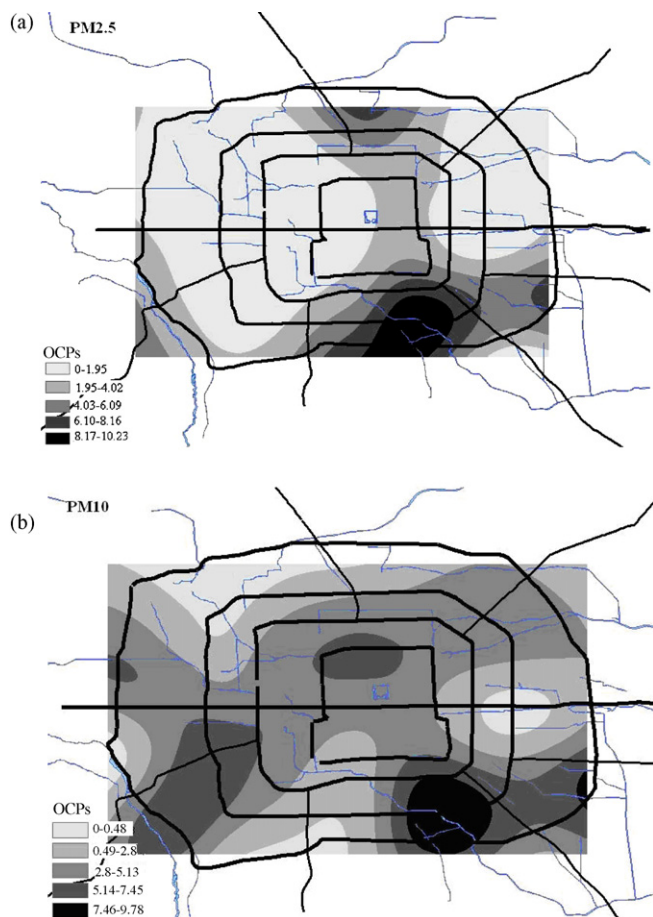 (a)
PM2.5
OCPs
0-1.95
1.95-4.02
4.03-6.09
6.10-8.16
8.17-10.23
(b)
PM10
OCPs
0-0.48
0.49-2.8
2.8-5.13
5.14-7.45
7.46-9.78